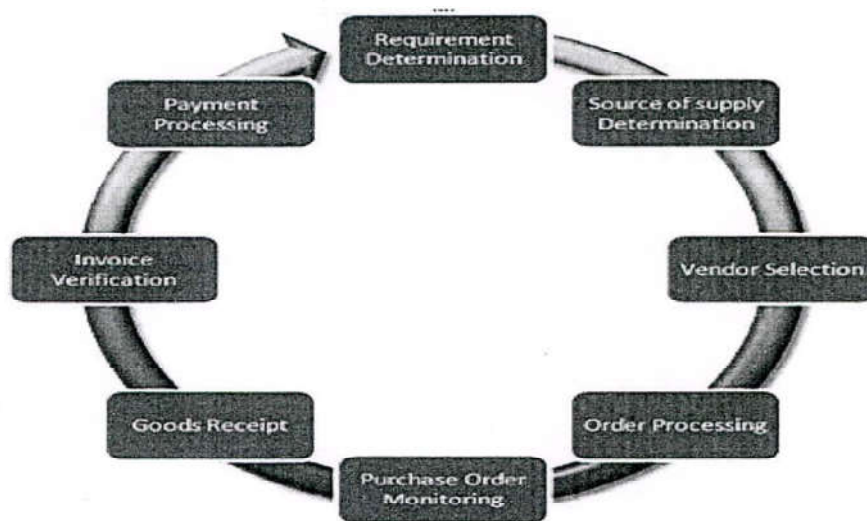 Requirement
Determination
Source of supply
Determination
Vendor Selection
Order Processing
Purchase Order
Monitoring
Goods Receipt
Invoice
Verification
Payment
Processing